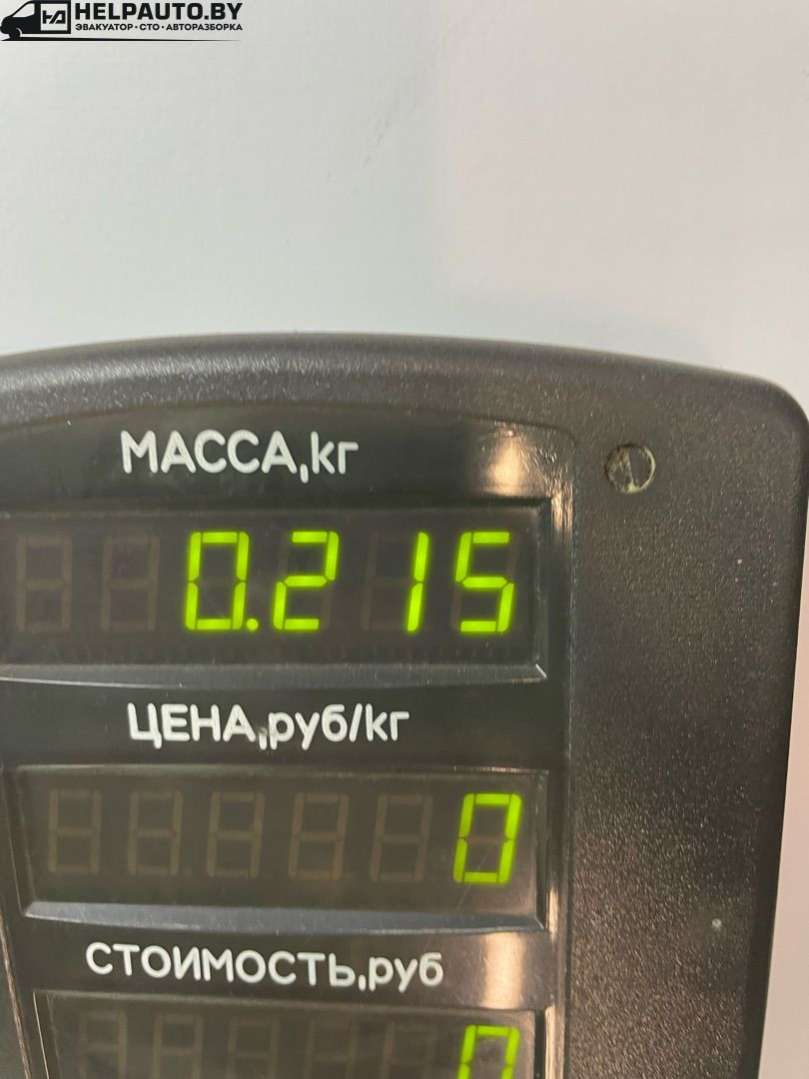 HELPAUTO.BY
ЭВАКУАТОР • СТО • АВТОРАЗБОРКА
МАССА,кг
0.215
ЦЕНА,руб/кг
0
СТОИМОСТЬ,руб
0